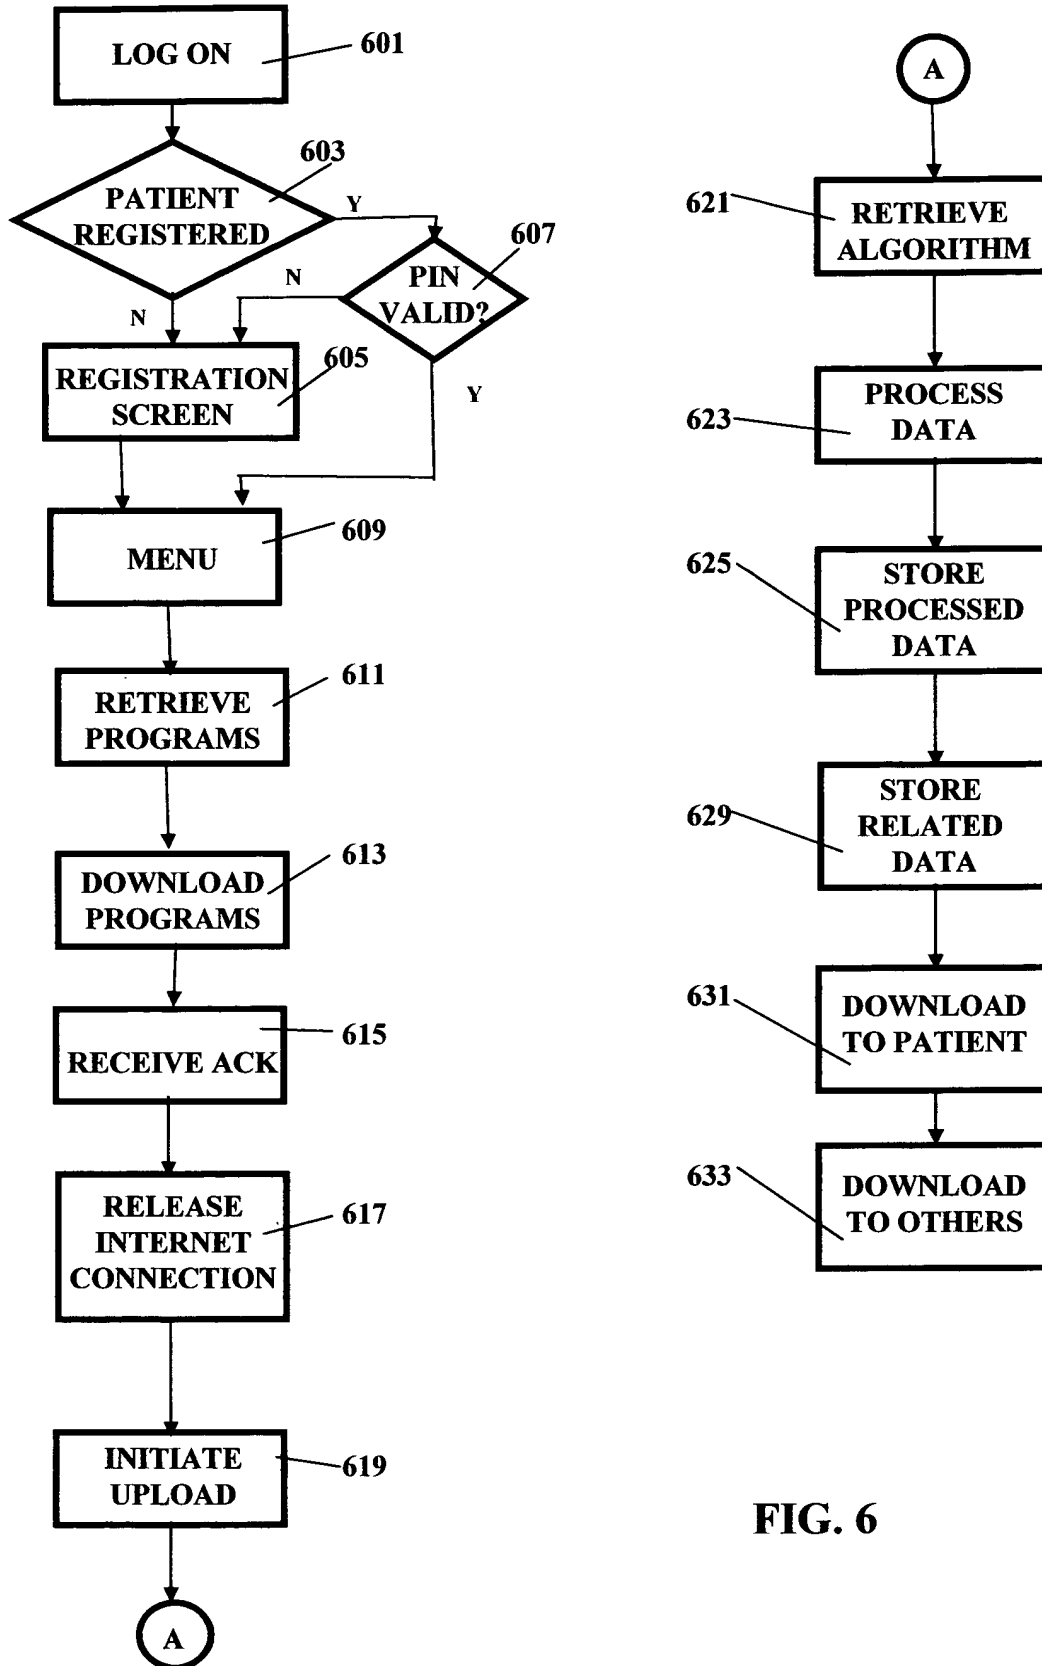 LOG ON
601
603
PATIENT
REGISTERED
Y
607
PIN
VALID?
N
N
605
REGISTRATION
SCREEN
Y
609
MENU
611
RETRIEVE
PROGRAMS
613
DOWNLOAD
PROGRAMS
615
RECEIVE ACK
RELEASE
INTERNET
CONNECTION
617
INITIATE
UPLOAD
619
A
A
621
RETRIEVE
ALGORITHM
623
PROCESS
DATA
625
STORE
PROCESSED
DATA
629
STORE
RELATED
DATA
631
DOWNLOAD
TO PATIENT
633
DOWNLOAD
TO OTHERS
FIG. 6